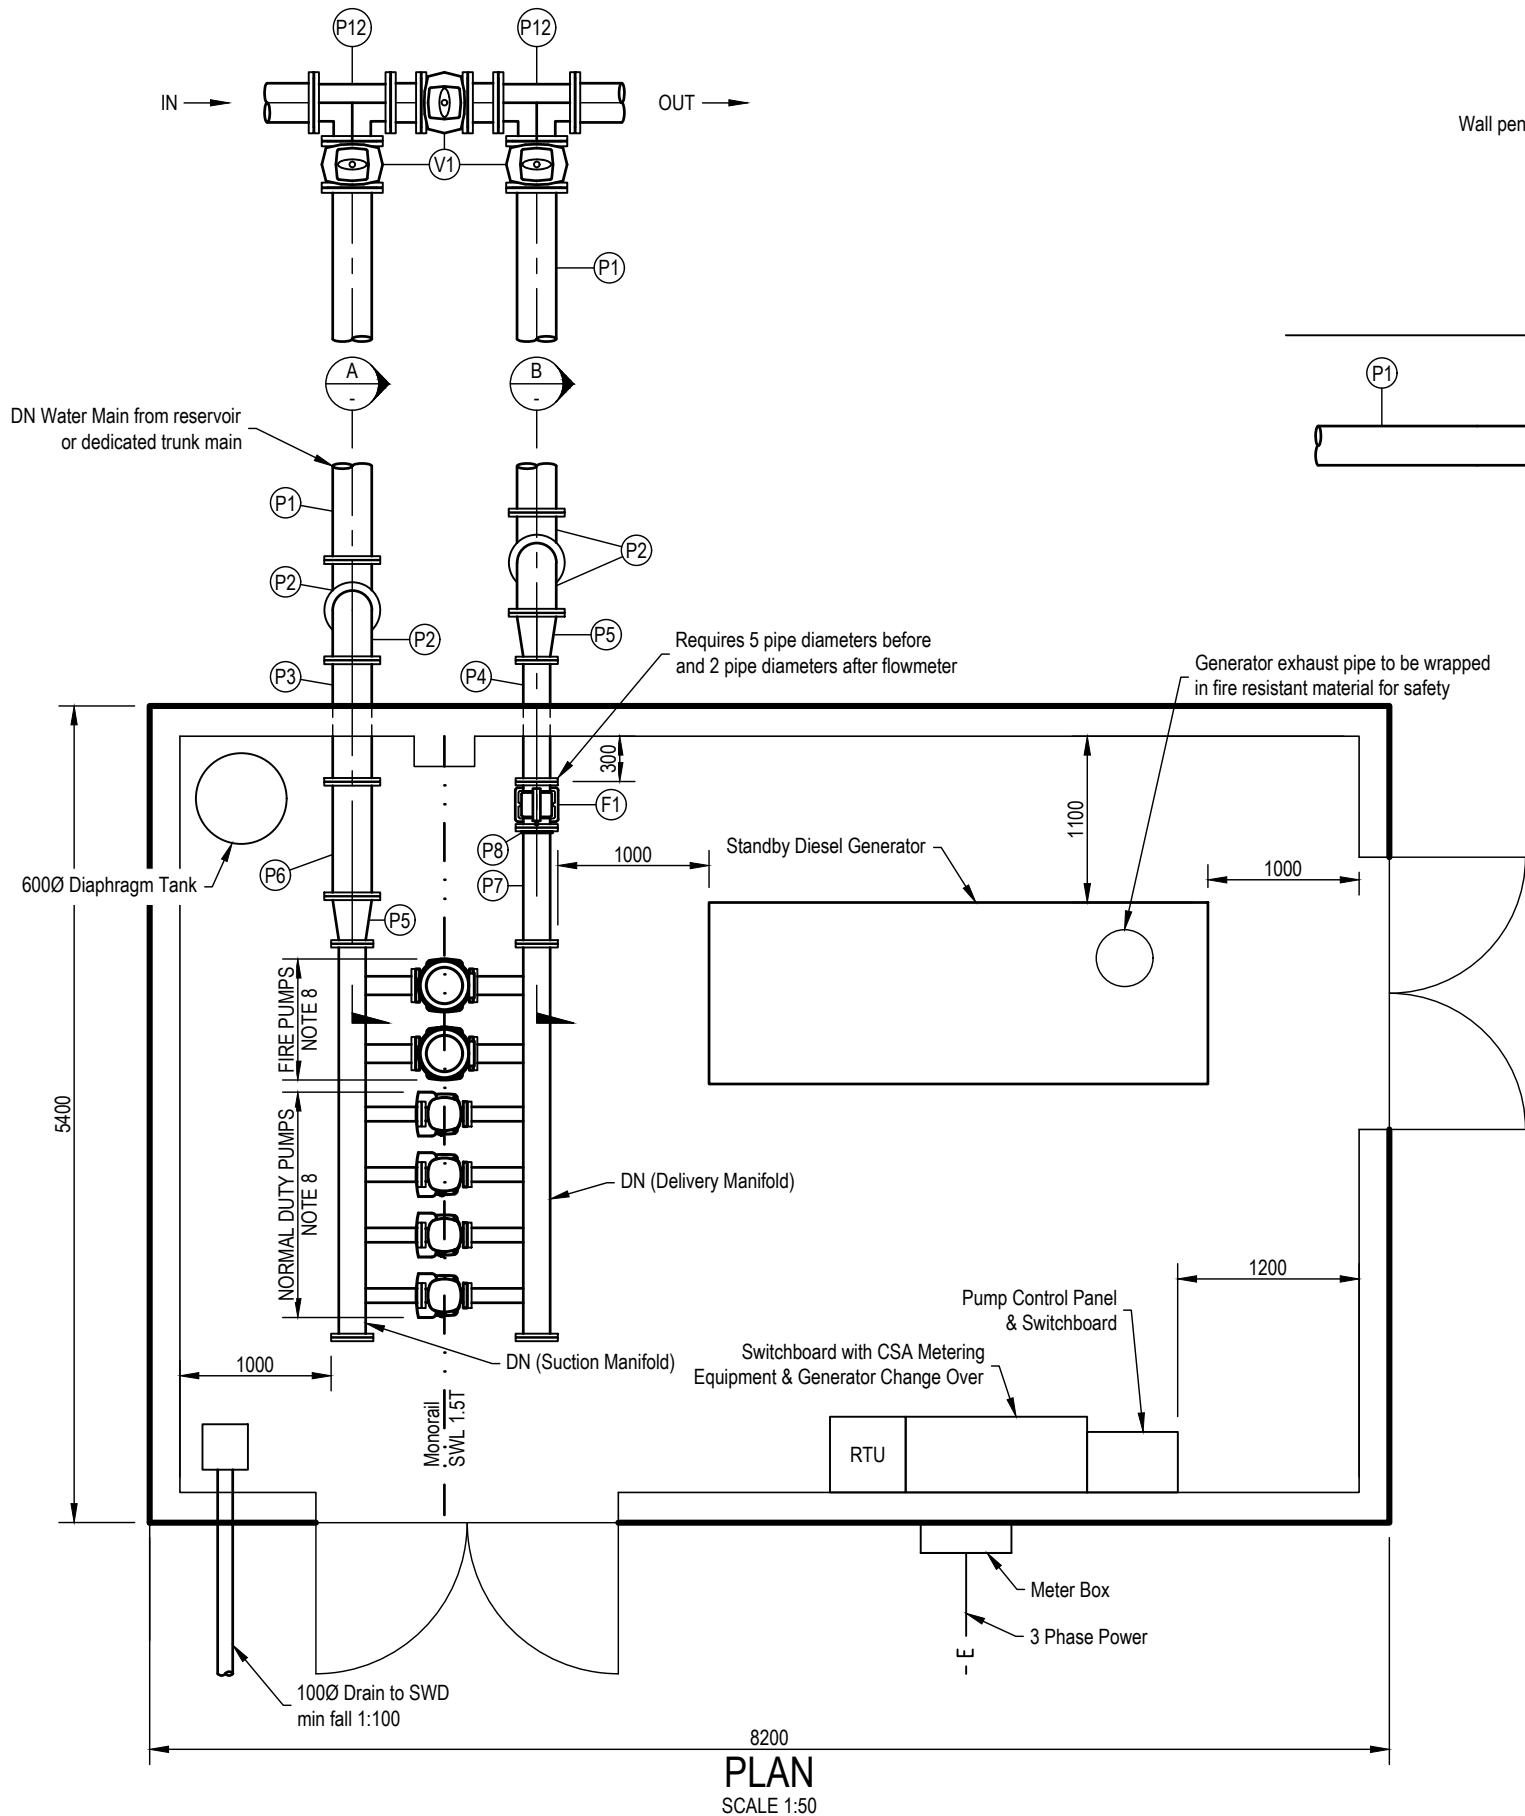 P12
P12
IN
OUT
Wall pen
V1
P1
A
-
B
-
P1
DN Water Main from reservoir
or dedicated trunk main
P1
P2
P2
P2
P5
Requires 5 pipe diameters before
and 2 pipe diameters after flowmeter
P3
P4
Generator exhaust pipe to be wrapped
in fire resistant material for safety
300
F1
1100
P8
1000
Standby Diesel Generator
1000
600Ø Diaphragm Tank
P6
P7
P5
FIRE PUMPS
NOTE 8
5400
NORMAL DUTY PUMPS
NOTE 8
DN (Delivery Manifold)
1200
Pump Control Panel
& Switchboard
1000
DN (Suction Manifold)
Switchboard with CSA Metering
Equipment & Generator Change Over
Monorail
SWL 1.5T
RTU
Meter Box
3 Phase Power
E
100Ø Drain to SWD
min fall 1:100
8200
PLAN
SCALE 1:50